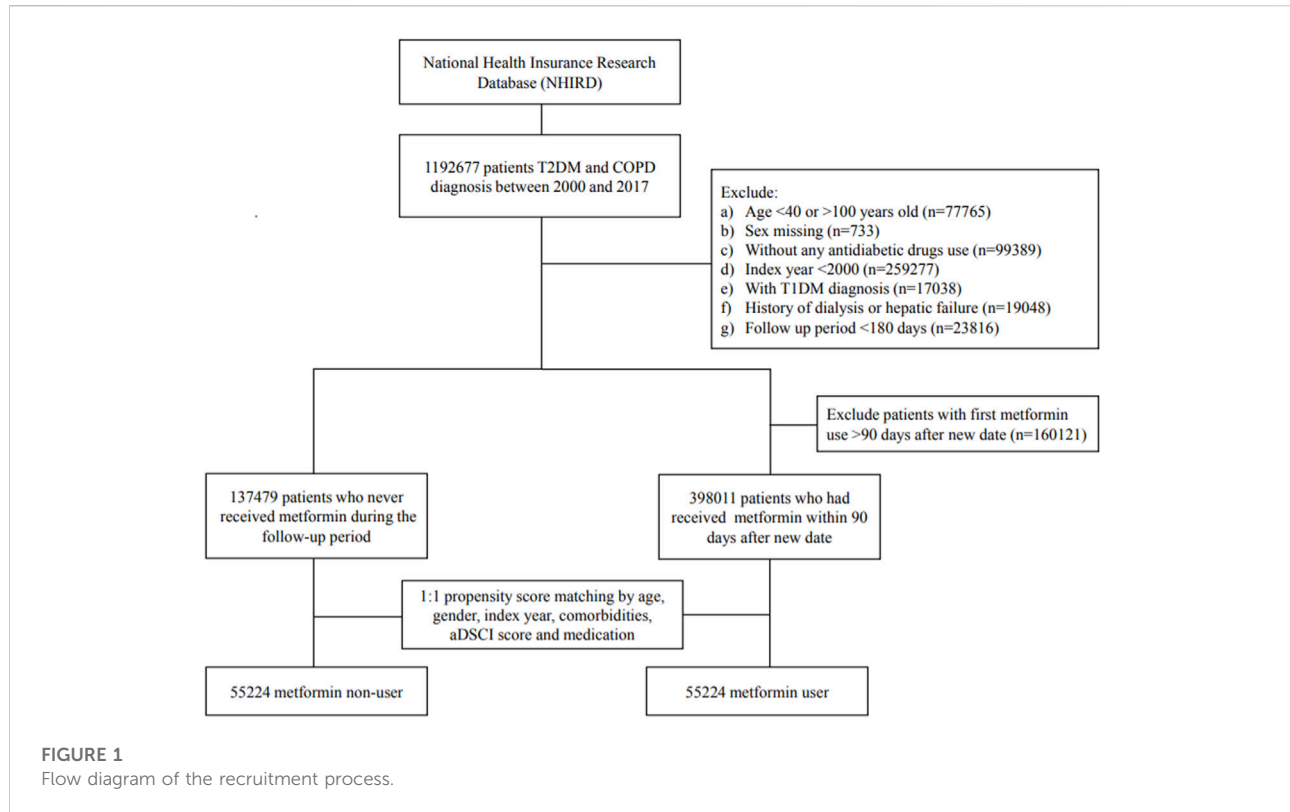 National Health Insurance Research
Database (NHIRD)
1192677 patients T2DM and COPD
diagnosis between 2000 and 2017
Exclude:
a) Age <40 or >100 years old (n=77765)
b) Sex missing (n=733)
c) Without any antidiabetic drugs use (n=99389)
d) Index year <2000 (n=259277)
e) With T1DM diagnosis (n=17038)
f) History of dialysis or hepatic failure (n=19048)
g) Follow up period <180 days (n=23816)
Exclude patients with first metformin
use >90 days after new date (n=160121)
137479 patients who never
received metformin during the
follow-up period
398011 patients who had
received metformin within 90
days after new date
1:1 propensity score matching by age,
gender, index year, comorbidities,
aDSCI score and medication
55224 metformin non-user
55224 metformin user
FIGURE 1
Flow diagram of the recruitment process.